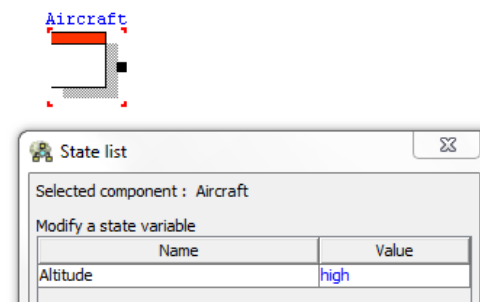 Aircraft
State list
Selected component : Aircraft
Modify a state variable
Name Value
Altitude high